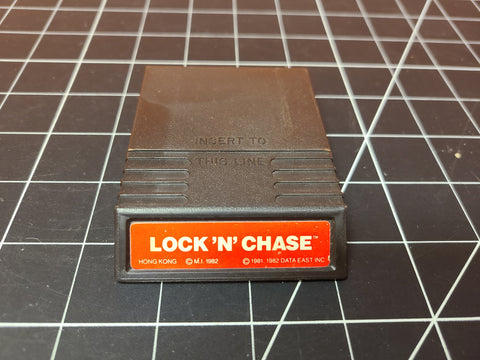 INSERT TO
THIS LINE
LOCK 'N' CHASE™
HONG KONG © M.I. 1982 © 1981, 1982 DATA EAST INC